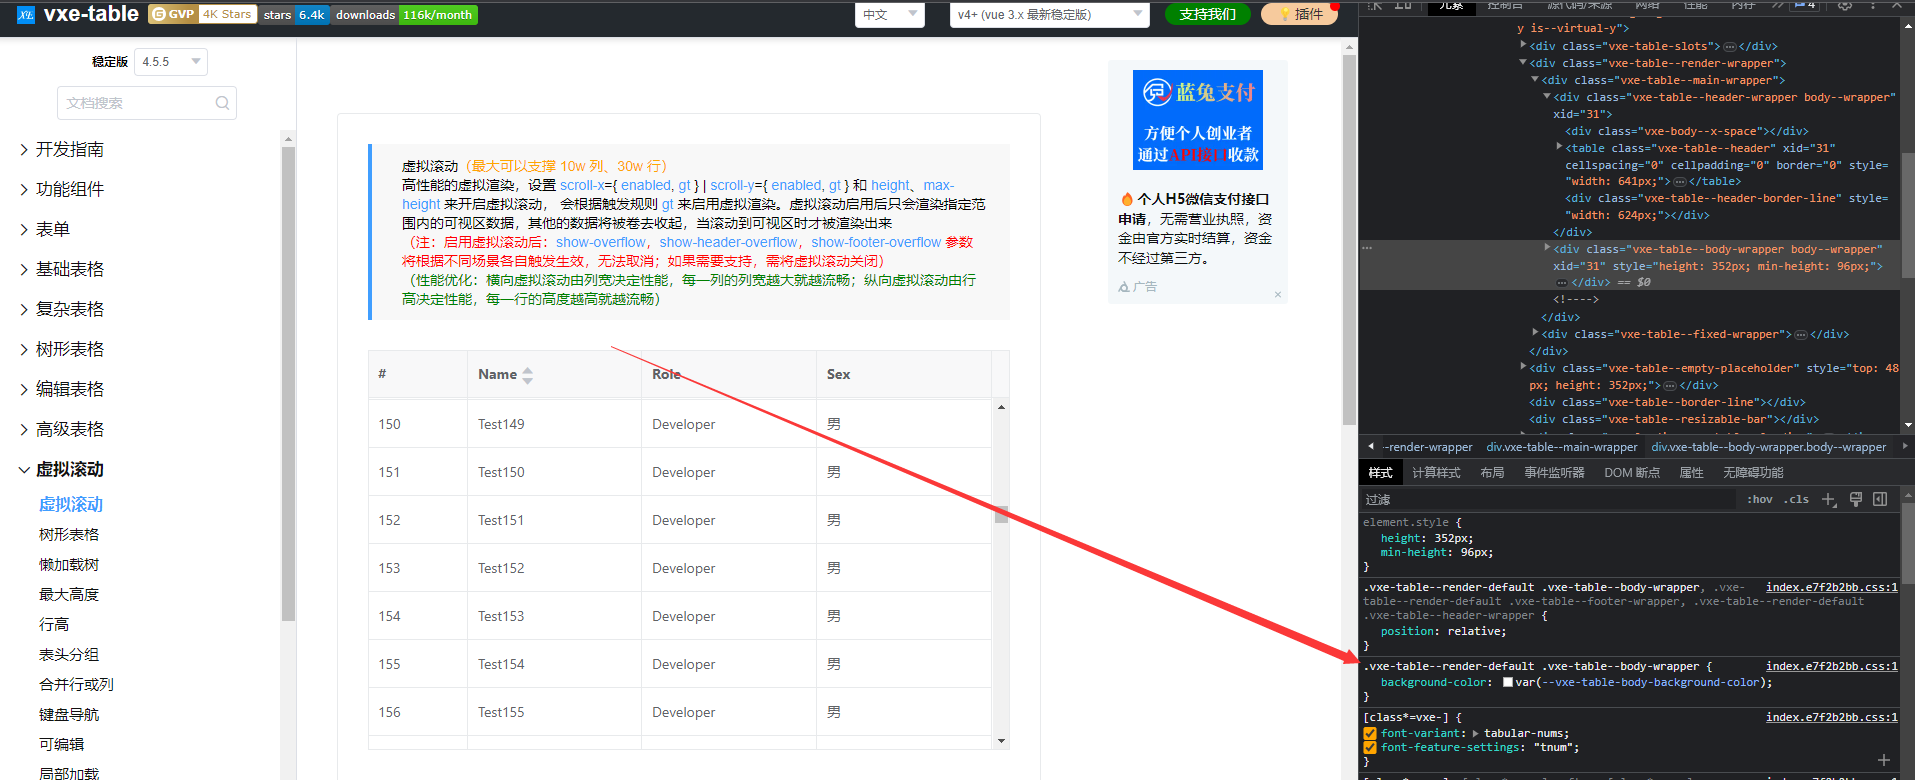 vxe-table
GVP
4K Stars
stars 6.4k
downloads 116k/month
中文
v4+ (vue 3.x 最新稳定版)
支持我们
💡 插件
稳定版
4.5.5
文档搜索
开发指南
功能组件
表单
基础表格
复杂表格
树形表格
编辑表格
高级表格
虚拟滚动
虚拟滚动
树形表格
懒加载树
最大高度
行高
表头分组
合并行或列
键盘导航
可编辑
局部加载
虚拟滚动（最大可以支撑 10w 列、30w 行）
高性能的虚拟渲染，设置 scroll-x={ enabled, gt } | scroll-y={ enabled, gt } 和 height、max-
height 来开启虚拟滚动， 会根据触发规则 gt 来启用虚拟渲染。虚拟滚动启用后只会渲染指定范
围内的可视区数据，其他的数据将被卷去收起，当滚动到可视区时才被渲染出来
（注：启用虚拟滚动后：show-overflow，show-header-overflow，show-footer-overflow 参数
将根据不同场景各自触发生效，无法取消；如果需要支持，需将虚拟滚动关闭）
（性能优化：横向虚拟滚动由列宽决定性能，每一列的列宽越大就越流畅；纵向虚拟滚动由行
高决定性能，每一行的高度越高就越流畅）
# Name Role Sex
150 Test149 Developer 男
151 Test150 Developer 男
152 Test151 Developer 男
153 Test152 Developer 男
154 Test153 Developer 男
155 Test154 Developer 男
156 Test155 Developer 男
蓝兔支付
方便个人创业者
通过API接口收款
🔥 个人H5微信支付接口
申请，无需营业执照，资
金由官方实时结算，资金
不经过第三方。
广告
×
元素 控制台 源代码/来源 网络 性能 内存 4
y is--virtual-y">
<div class="vxe-table-slots">…</div>
<div class="vxe-table--render-wrapper">
<div class="vxe-table--main-wrapper">
<div class="vxe-table--header-wrapper body--wrapper"
xid="31">
<div class="vxe-body--x-space"></div>
<table class="vxe-table--header" xid="31"
cellspacing="0" cellpadding="0" border="0" style=
"width: 641px;">…</table>
<div class="vxe-table--header-border-line" style=
"width: 624px;"></div>
</div>
<div class="vxe-table--body-wrapper body--wrapper"
xid="31" style="height: 352px; min-height: 96px;">
… </div> == $0
<!---->
</div>
<div class="vxe-table--fixed-wrapper">…</div>
</div>
<div class="vxe-table--empty-placeholder" style="top: 48
px; height: 352px;">…</div>
<div class="vxe-table--border-line"></div>
<div class="vxe-table--resizable-bar"></div>
--render-wrapper div.vxe-table--main-wrapper div.vxe-table--body-wrapper.body--wrapper
样式 计算样式 布局 事件监听器 DOM 断点 属性 无障碍功能
过滤 :hov .cls
element.style {
height: 352px;
min-height: 96px;
}
.vxe-table--render-default .vxe-table--body-wrapper, .vxe- index.e7f2b2bb.css:1
table--render-default .vxe-table--footer-wrapper, .vxe-table--render-default
.vxe-table--header-wrapper {
position: relative;
}
.vxe-table--render-default .vxe-table--body-wrapper { index.e7f2b2bb.css:1
background-color: var(--vxe-table-body-background-color);
}
[class*=vxe-] { index.e7f2b2bb.css:1
font-variant: tabular-nums;
font-feature-settings: "tnum";
}